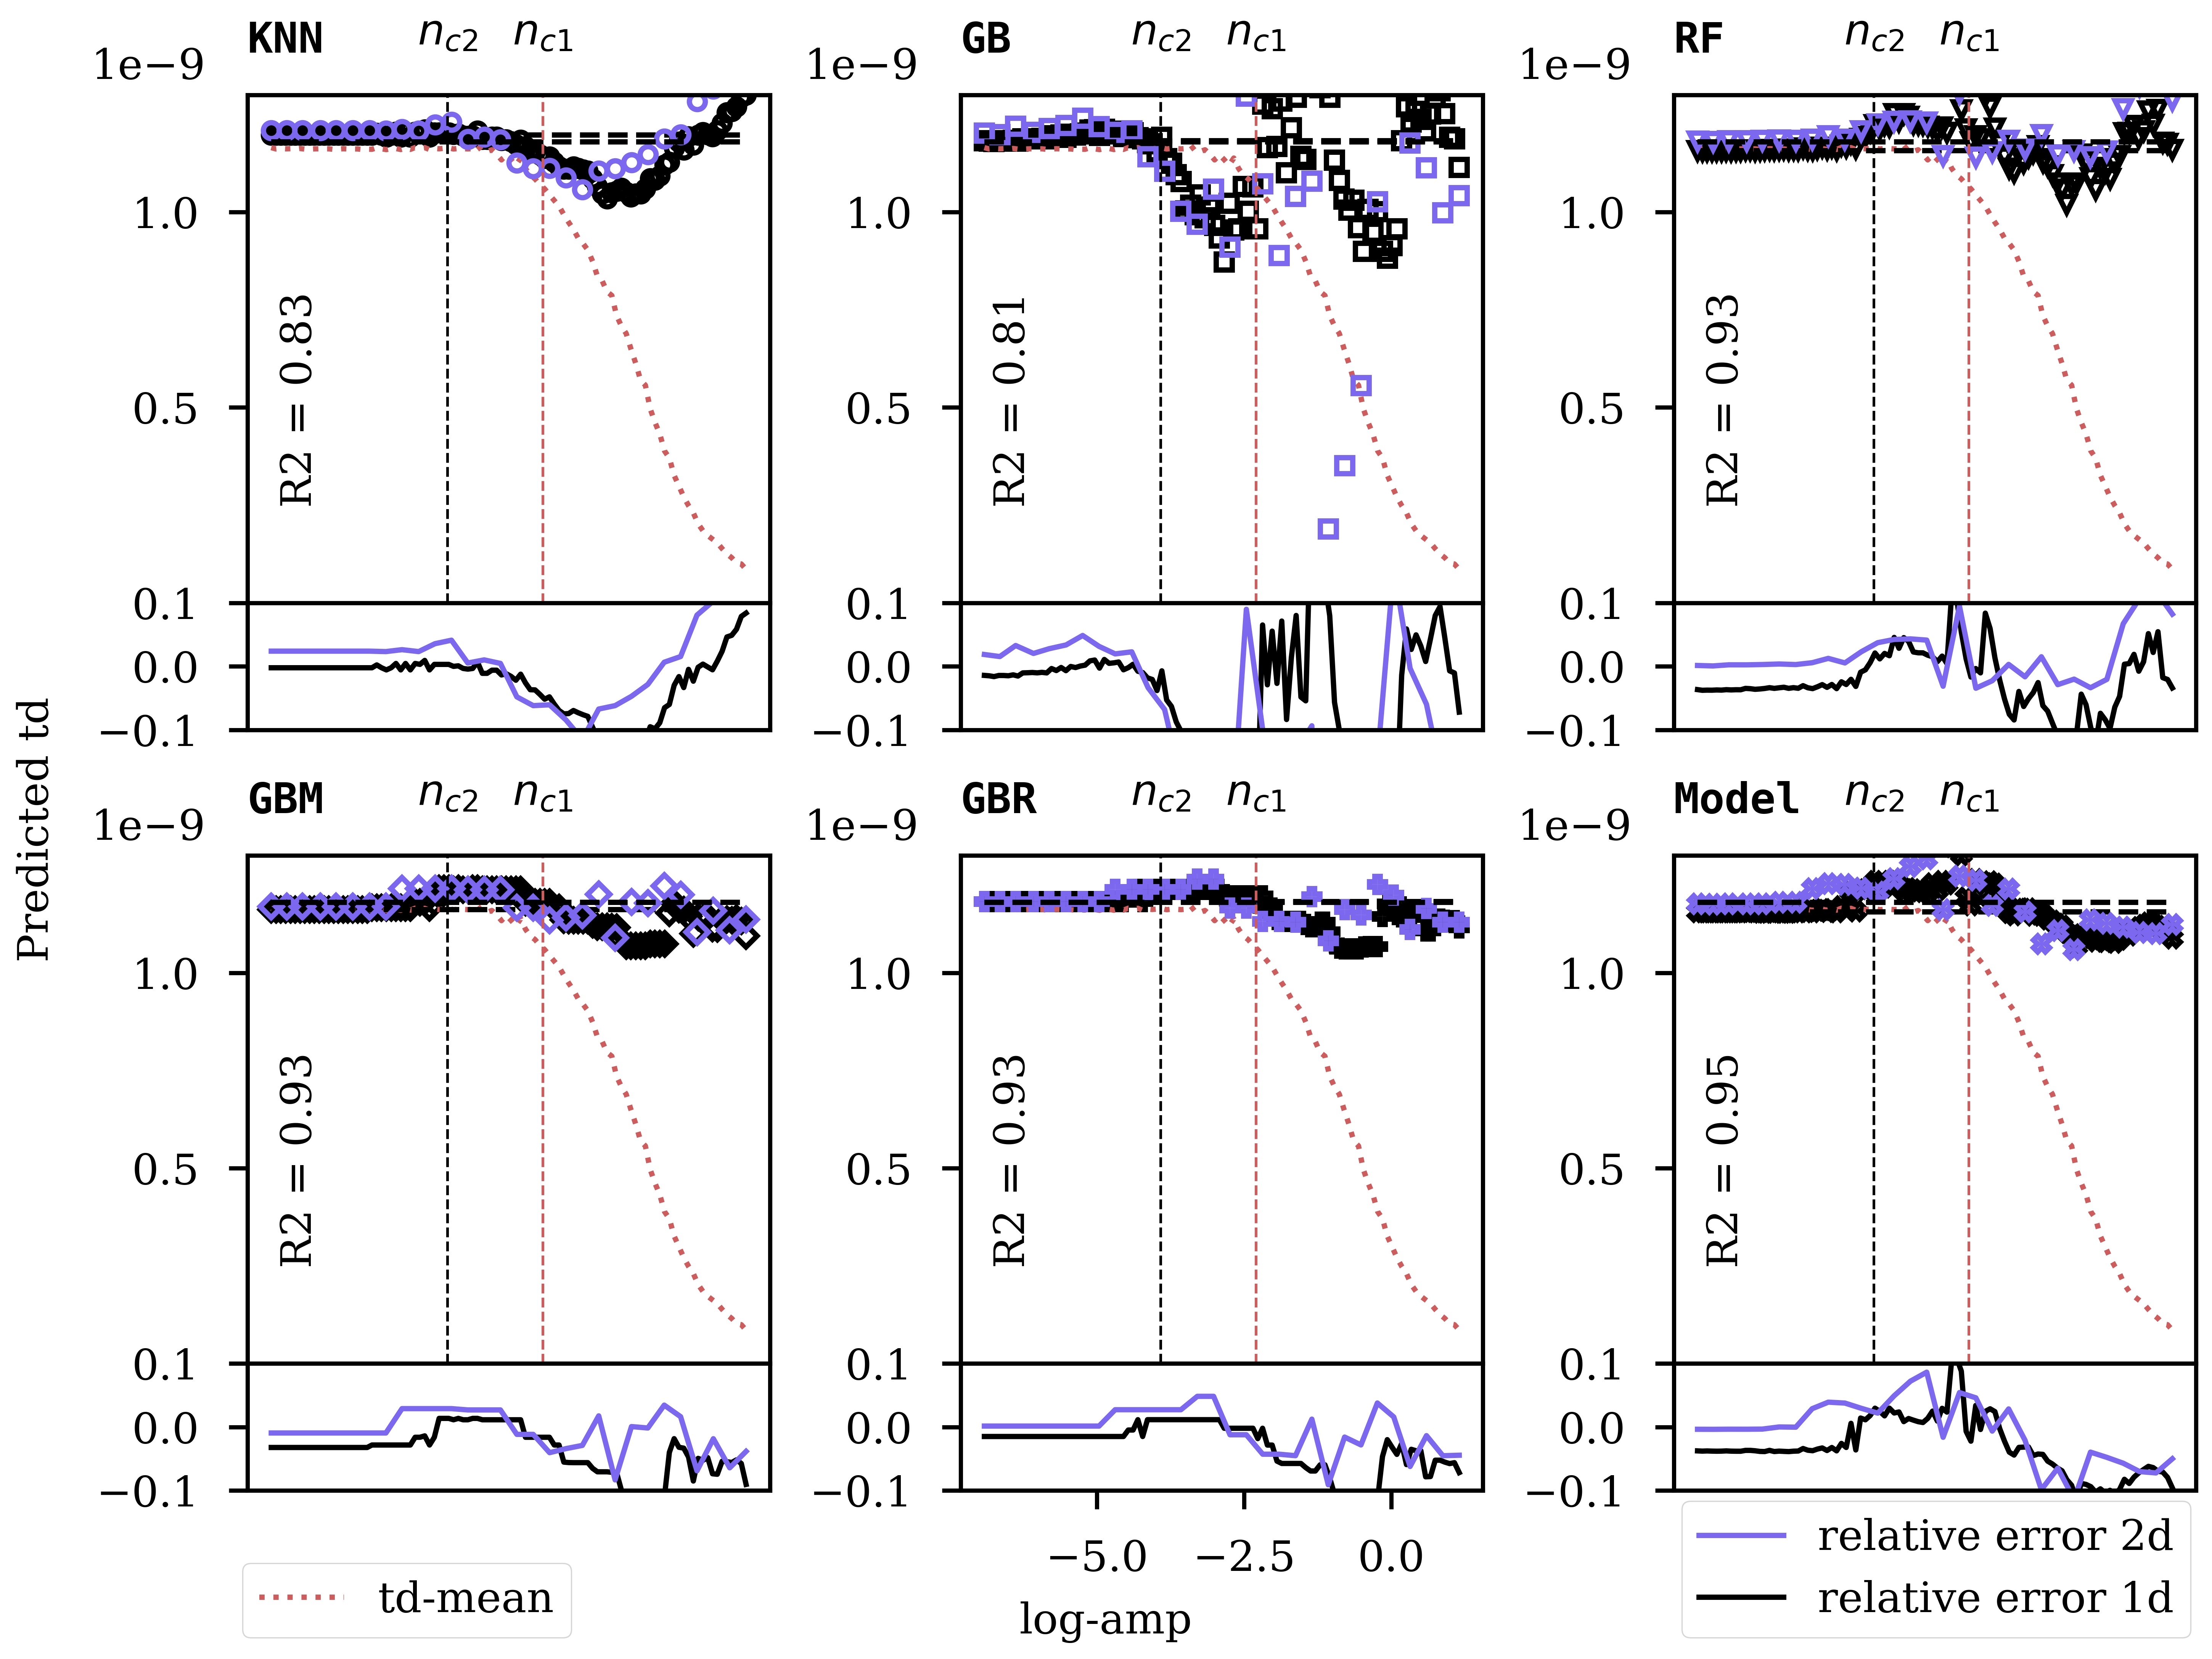 KNN n_c2 n_c1
1e−9
1.0
0.5
R2 = 0.83
0.1
0.0
−0.1
GB n_c2 n_c1
1e−9
1.0
0.5
R2 = 0.81
0.1
0.0
−0.1
RF n_c2 n_c1
1e−9
1.0
0.5
R2 = 0.93
0.1
0.0
−0.1
Predicted td
GBM n_c2 n_c1
1e−9
1.0
0.5
R2 = 0.93
0.1
0.0
−0.1
GBR n_c2 n_c1
1e−9
1.0
0.5
R2 = 0.93
0.1
0.0
−0.1
−5.0 −2.5 0.0
log-amp
Model n_c2 n_c1
1e−9
1.0
0.5
R2 = 0.95
0.1
0.0
−0.1
td-mean
relative error 2d
relative error 1d